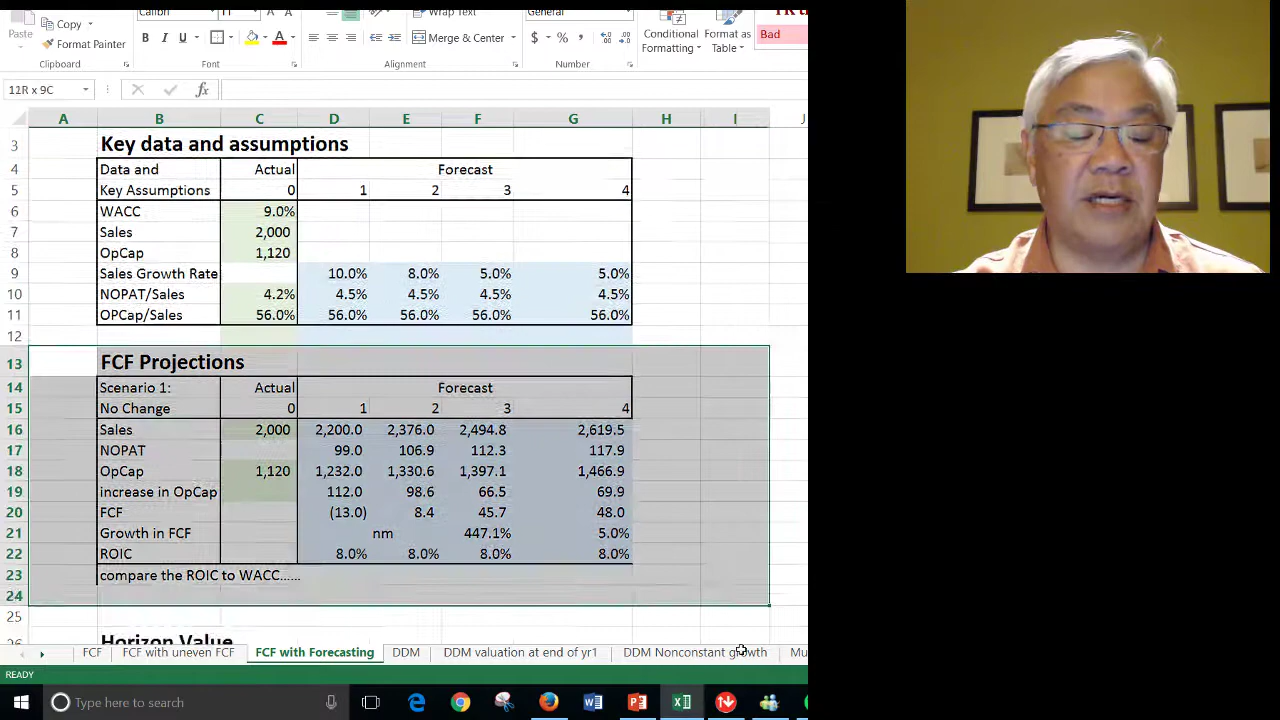 Calibri 11 Wrap Text General
Paste Copy Conditional Format as Bad
Format Painter B I U A Merge & Center $ % , Formatting Table
Clipboard Font Alignment Number
12R x 9C fx
A B C D E F G H I J
3 Key data and assumptions
4 Data and Actual Forecast
5 Key Assumptions 0 1 2 3 4
6 WACC 9.0%
7 Sales 2,000
8 OpCap 1,120
9 Sales Growth Rate 10.0% 8.0% 5.0% 5.0%
10 NOPAT/Sales 4.2% 4.5% 4.5% 4.5% 4.5%
11 OPCap/Sales 56.0% 56.0% 56.0% 56.0% 56.0%
12
13 FCF Projections
14 Scenario 1: Actual Forecast
15 No Change 0 1 2 3 4
16 Sales 2,000 2,200.0 2,376.0 2,494.8 2,619.5
17 NOPAT 99.0 106.9 112.3 117.9
18 OpCap 1,120 1,232.0 1,330.6 1,397.1 1,466.9
19 increase in OpCap 112.0 98.6 66.5 69.9
20 FCF (13.0) 8.4 45.7 48.0
21 Growth in FCF nm 447.1% 5.0%
22 ROIC 8.0% 8.0% 8.0% 8.0%
23 compare the ROIC to WACC......
24
25
26 Horizon Value
FCF FCF with uneven FCF FCF with Forecasting DDM DDM valuation at end of yr1 DDM Nonconstant growth Mu
READY
Type here to search